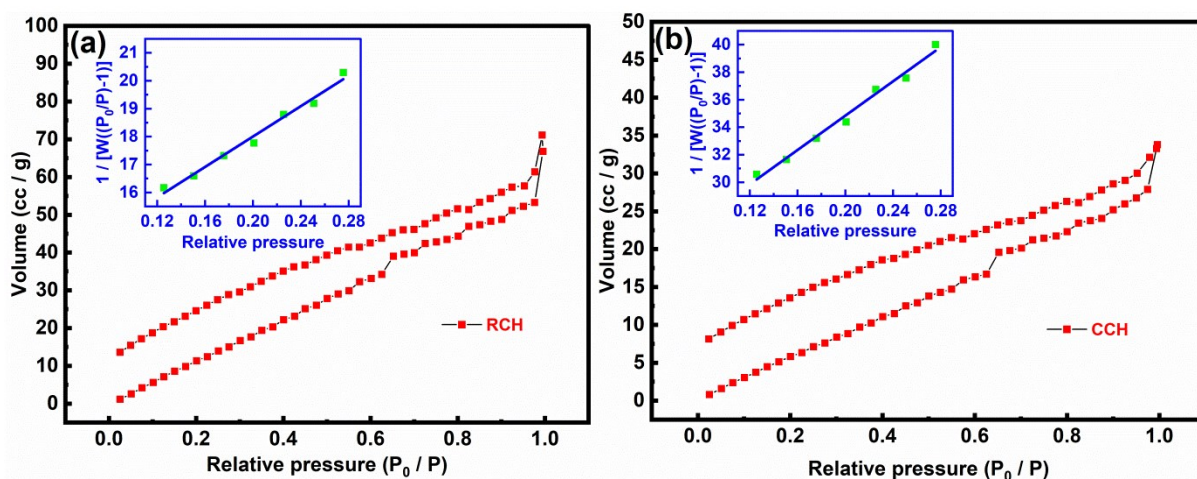 (a)
100
90
80
70
60
50
40
30
20
10
0
Volume (cc / g)
0.0 0.2 0.4 0.6 0.8 1.0
Relative pressure (P0 / P)
RCH
21
20
19
18
17
16
1 / [W((P0/P)-1)]
0.12 0.16 0.20 0.24 0.28
Relative pressure
(b)
50
45
40
35
30
25
20
15
10
5
0
Volume (cc / g)
0.0 0.2 0.4 0.6 0.8 1.0
Relative pressure (P0 / P)
CCH
40
38
36
34
32
30
1 / [W((P0/P)-1)]
0.12 0.16 0.20 0.24 0.28
Relative pressure